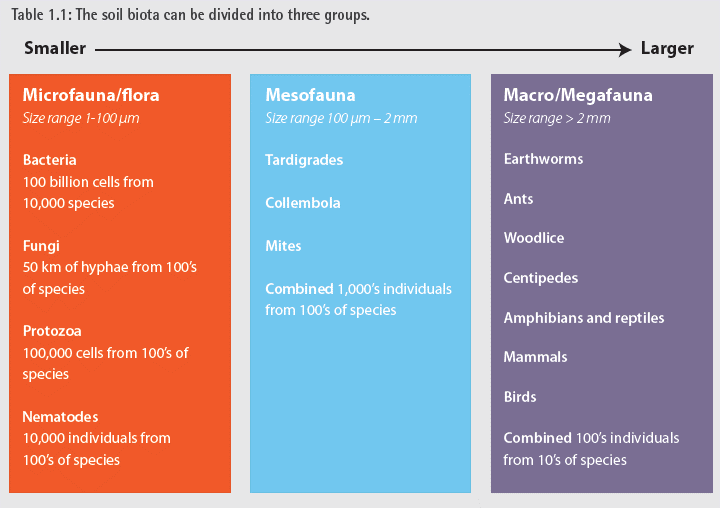 Table 1.1: The soil biota can be divided into three groups.
Smaller
Larger
Microfauna/flora
Size range 1-100 µm
Bacteria
100 billion cells from
10,000 species
Fungi
50 km of hyphae from 100’s
of species
Protozoa
100,000 cells from 100’s of
species
Nematodes
10,000 individuals from
100’s of species
Mesofauna
Size range 100 µm – 2 mm
Tardigrades
Collembola
Mites
Combined 1,000’s individuals
from 100’s of species
Macro/Megafauna
Size range > 2 mm
Earthworms
Ants
Woodlice
Centipedes
Amphibians and reptiles
Mammals
Birds
Combined 100’s individuals
from 10’s of species